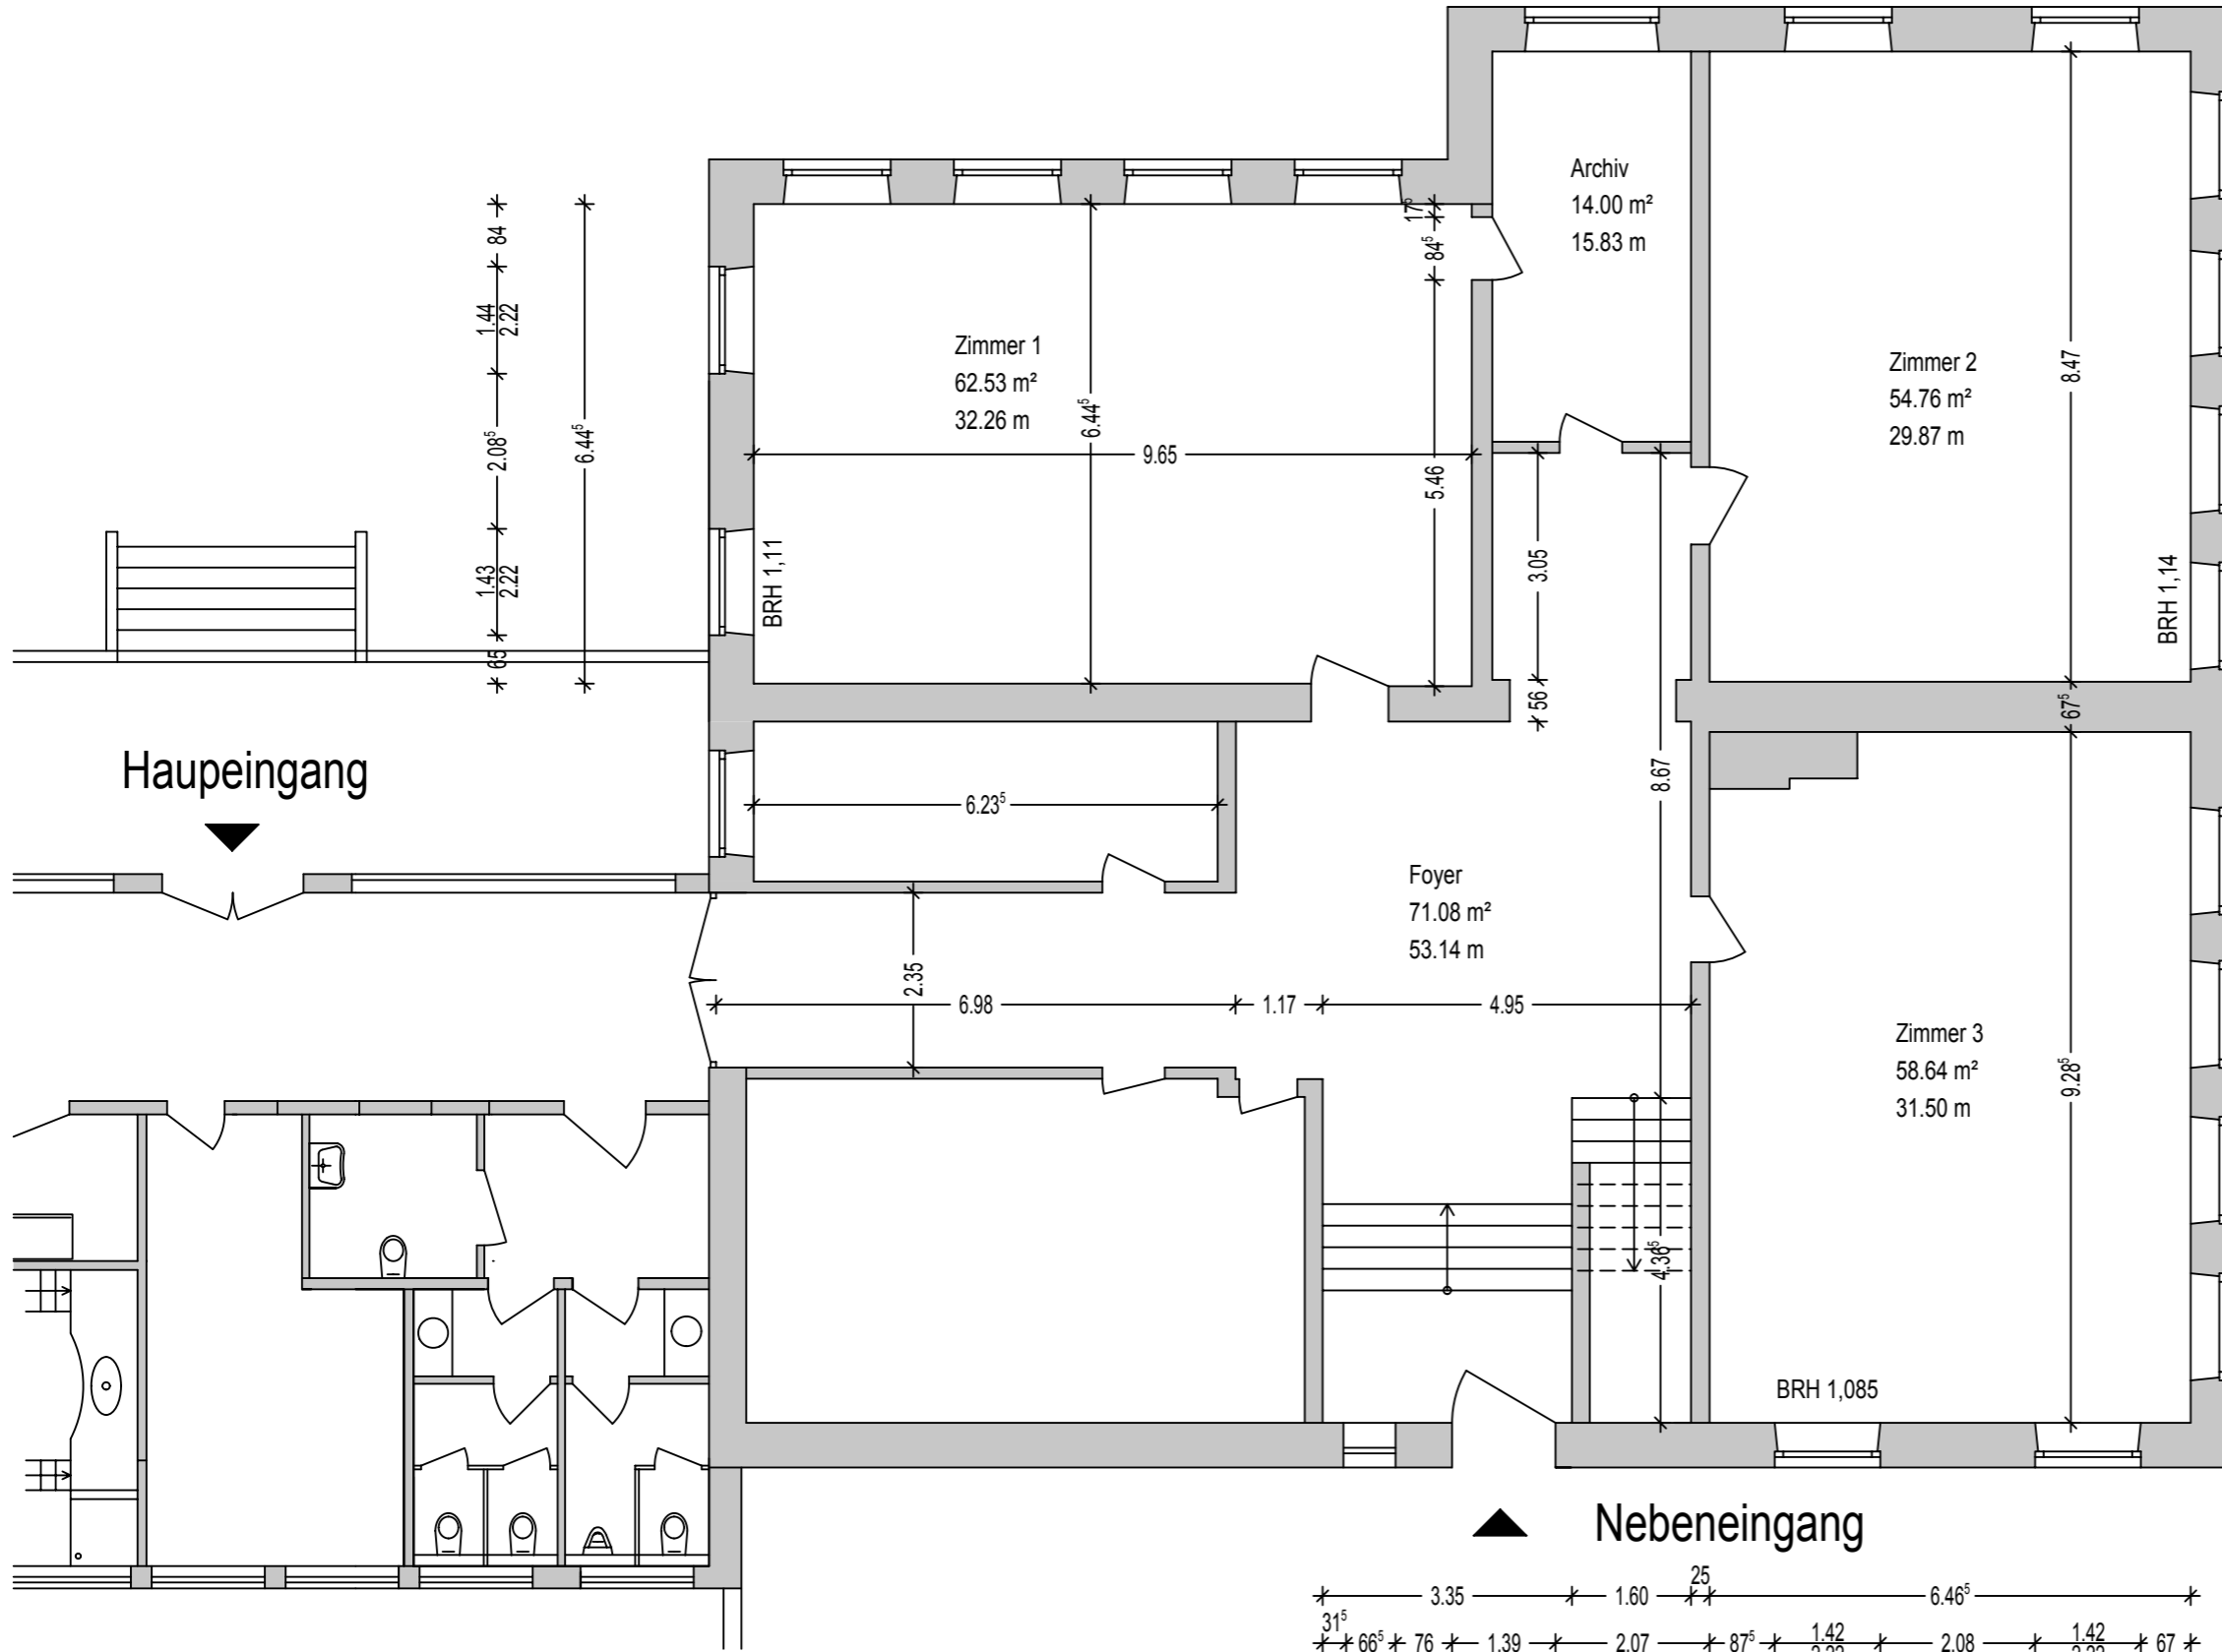 Archiv
14.00 m²
15.83 m
17⁵
84⁵
84
1.44
2.22
2.08⁵
6.44⁵
1.43
2.22
65
Zimmer 1
62.53 m²
32.26 m
6.44⁵
9.65
5.46
BRH 1,11
3.05
56
Zimmer 2
54.76 m²
29.87 m
8.47
BRH 1,14
67⁵
Haupeingang
6.23⁵
8.67
Foyer
71.08 m²
53.14 m
2.35
6.98
1.17
4.95
Zimmer 3
58.64 m²
31.50 m
9.28⁵
4.36⁵
BRH 1,085
Nebeneingang
3.35
1.60
25
6.46⁵
31⁵
66⁵
76
1.39
2.07
87⁵
1.42
2.08
1.42
67